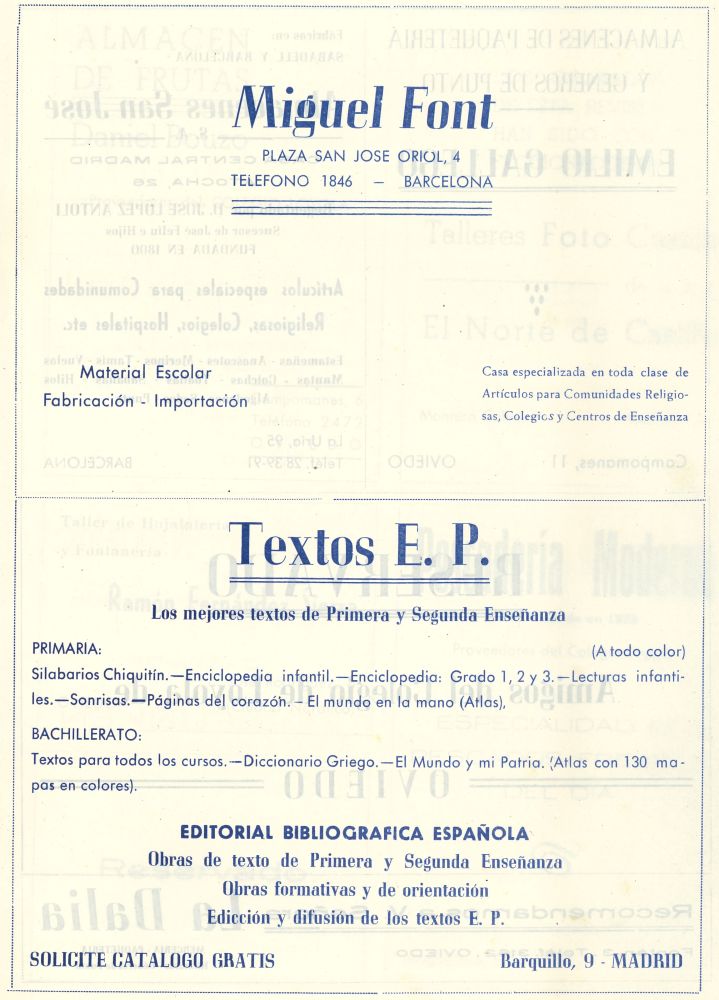 Miguel Font
PLAZA SAN JOSE ORIOL, 4
TELEFONO 1846 — BARCELONA
Material Escolar
Fabricación - Importación
Casa especializada en toda clase de
Artículos para Comunidades Religio-
sas, Colegios y Centros de Enseñanza
Textos E. P.
Los mejores textos de Primera y Segunda Enseñanza
PRIMARIA: (A todo color)
Silabarios Chiquitín.—Enciclopedia infantil.—Enciclopedia: Grado 1, 2 y 3.—Lecturas infanti-
les.—Sonrisas.—Páginas del corazóh. - El mundo en la mano (Atlas),
BACHILLERATO:
Textos para todos los cursos.—Diccionario Griego.—El Mundo y mi Patria. (Atlas con 130 ma-
pas en colores).
EDITORIAL BIBLIOGRAFICA ESPAÑOLA
Obras de texto de Primera y Segunda Enseñanza
Obras formativas y de orientación
Edicción y difusión de los textos E. P.
SOLICITE CATALOGO GRATIS Barquillo, 9 - MADRID